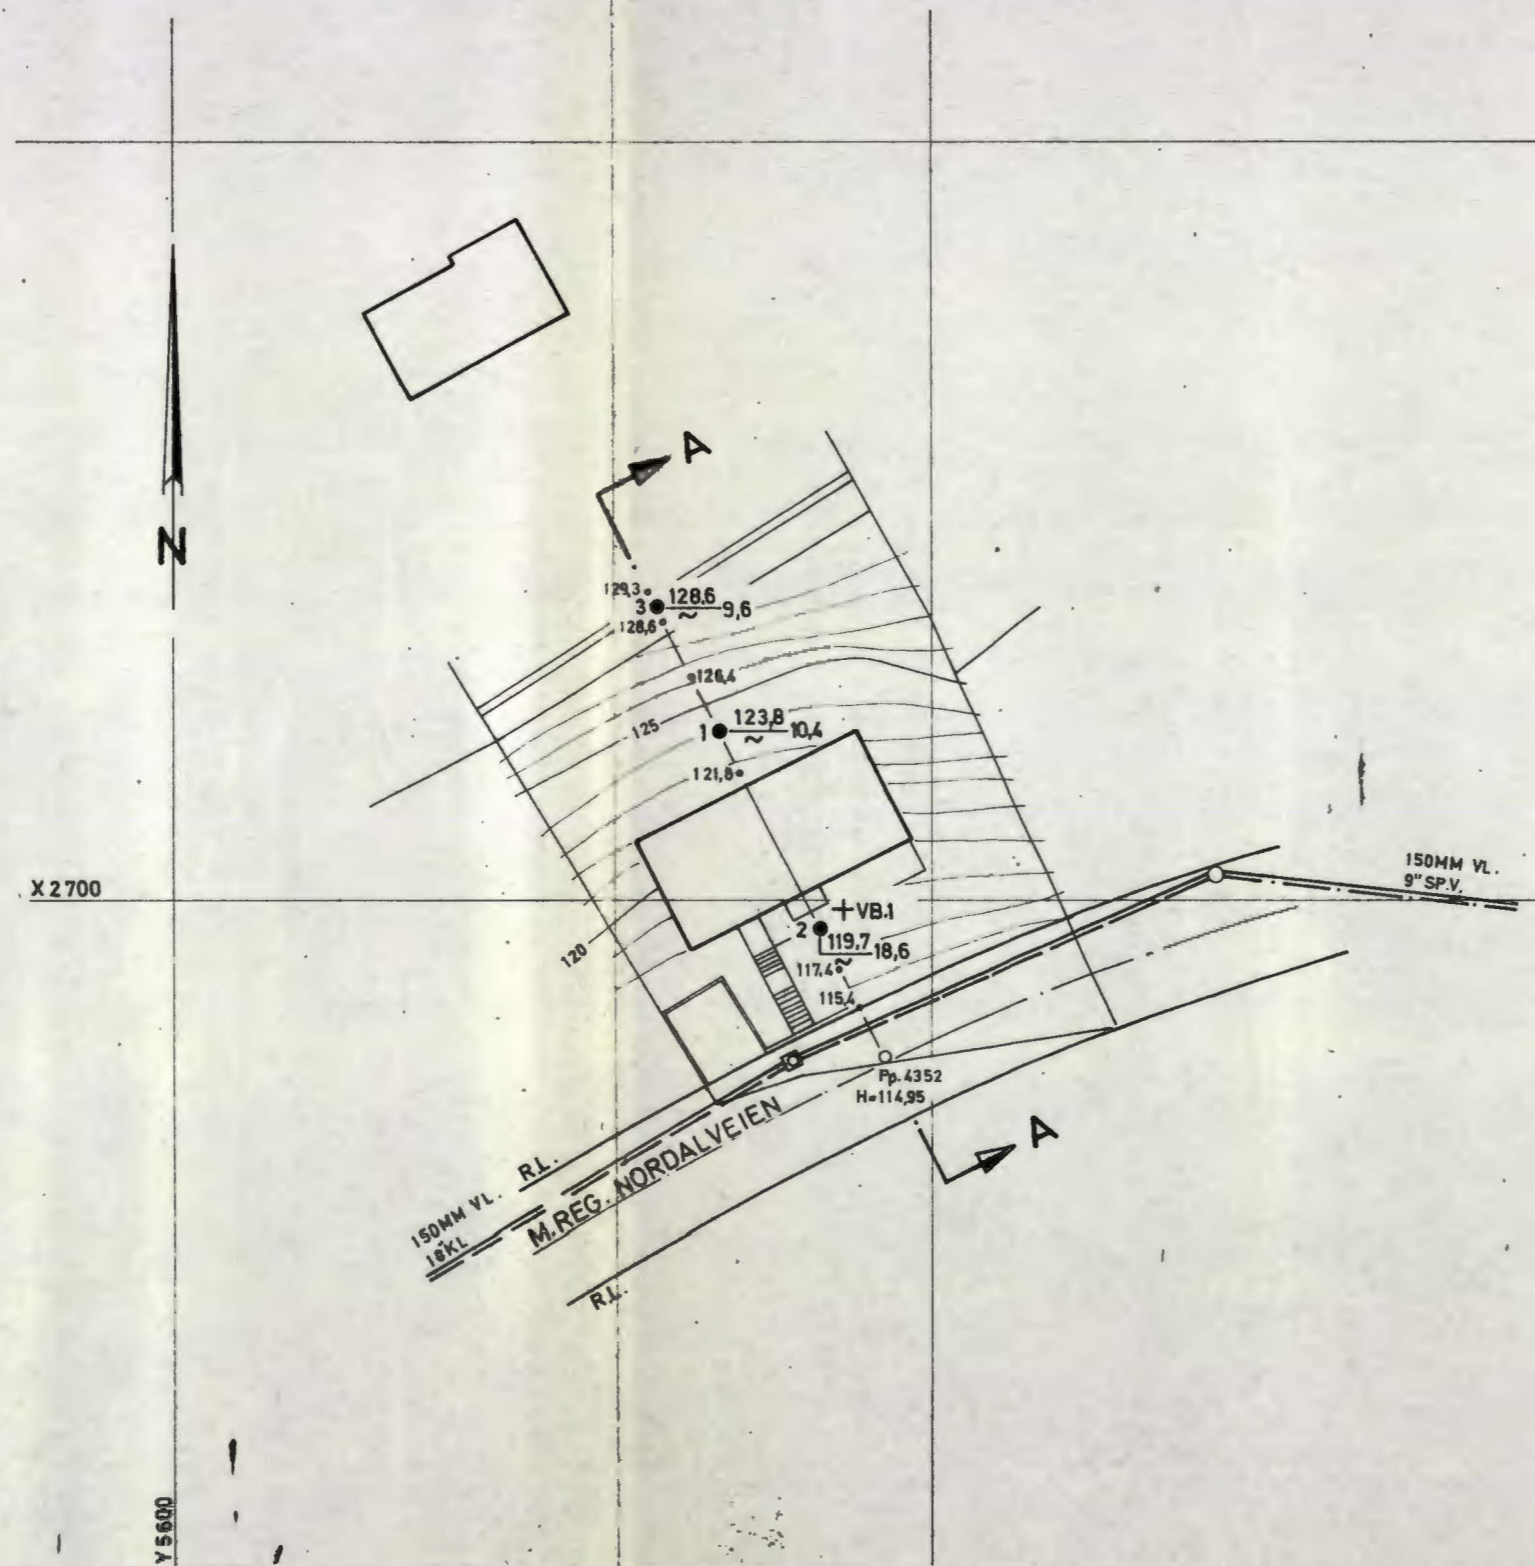 A
N
129,3
3 128,6
~ 9,6
128,6
126,4
125
1 123,8
~ 10,4
121,8
X 2700
150MM VL.
9" SP.V.
VB.1
2 119,7
~ 18,6
120
117,4
115,4
Pp. 4352
H=114,95
A
R.L.
M.REG. NORDALVEIEN
150MM VL.
18KL
R.L.
Y 5600